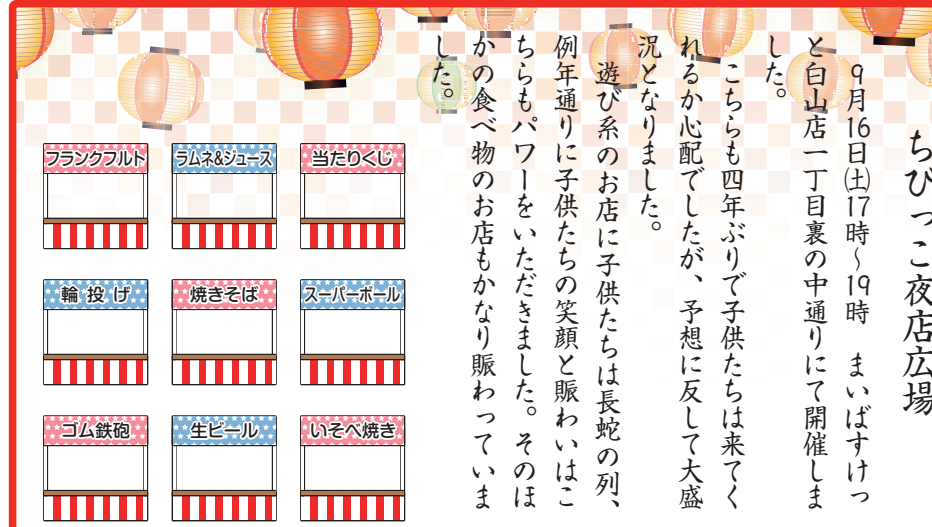 ちびっこ夜店広場
9月16日㈯17時〜19時　まいばすけっ
と白山店一丁目裏の中通りにて開催しま
した。
こちらも四年ぶりで子供たちは来てく
れるか心配でしたが、予想に反して大盛
況となりました。
遊び系のお店に子供たちは長蛇の列、
例年通りに子供たちの笑顔と賑わいはこ
ちらもパワーをいただきました。そのほ
かの食べ物のお店もかなり賑わっていま
した。
フランクフルト
ラムネ&ジュース
当たりくじ
輪投げ
焼きそば
スーパーボール
ゴム鉄砲
生ビール
いそべ焼き